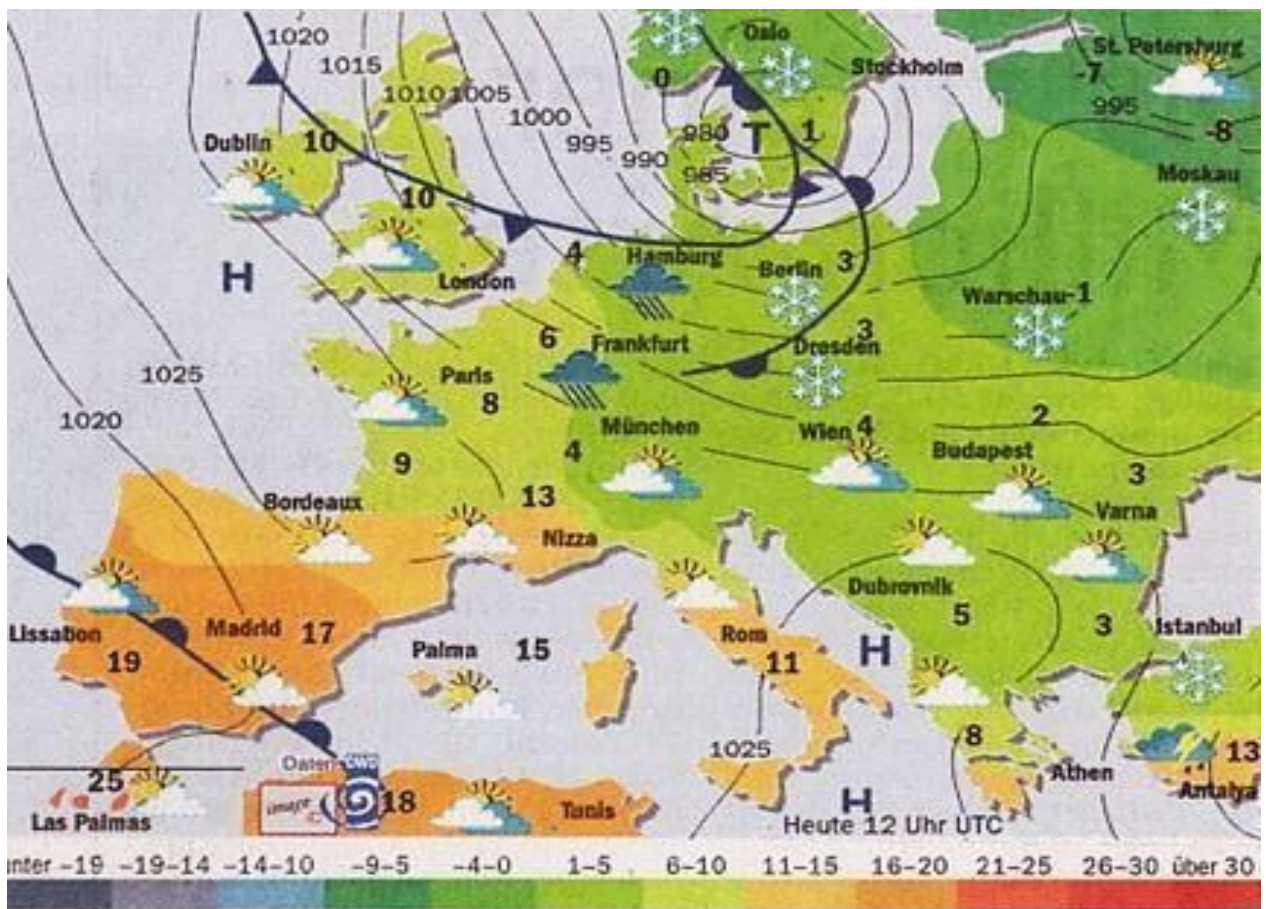 1020
1015
1010
1005
1000
995
990
985
980
T
Oslo
0
1
Stockholm
St. Petersburg
-7
995
-8
Moskau
Dublin
10
10
H
London
4
Hamburg
Berlin
3
Warschau
-1
6
Frankfurt
3
Dresden
1025
1020
Paris
8
9
München
4
Wien
4
2
Budapest
3
Varna
Bordeaux
13
Nizza
Dubrovnik
5
3
Istanbul
Lissabon
19
Madrid
17
Palma
15
Rom
11
H
8
Athen
13
Antalya
1025
H
25
Las Palmas
Daten:
DWD
18
Tunis
Heute 12 Uhr UTC
-19 -19-14 -14-10 -9-5 -4-0 1-5 6-10 11-15 16-20 21-25 26-30 über 30